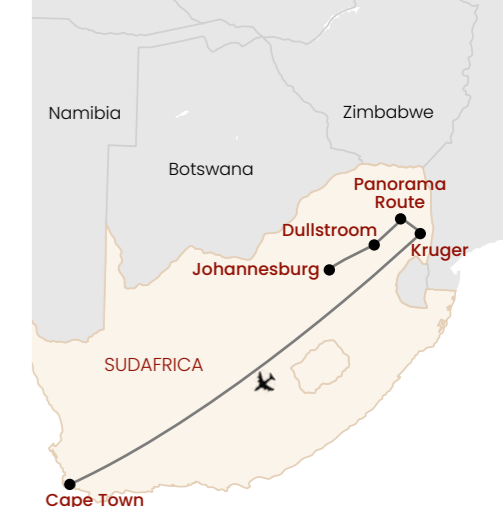 Namibia
Zimbabwe
Botswana
Panorama
Route
Dullstroom
Kruger
Johannesburg
SUDAFRICA
Cape Town